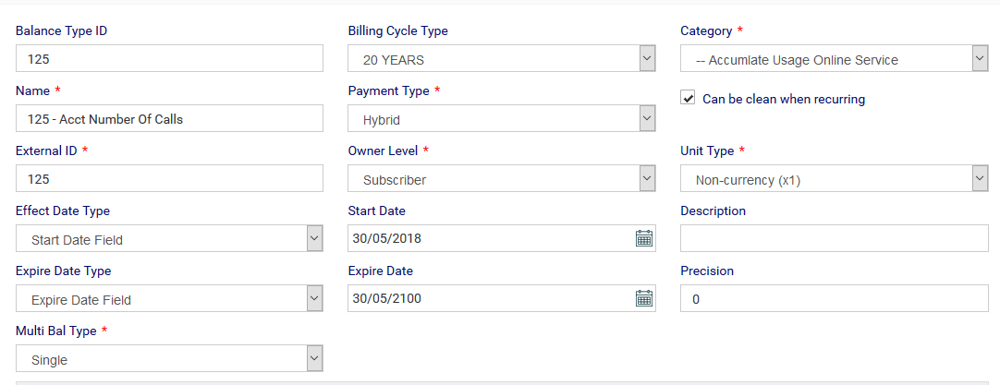 Balance Type ID
Billing Cycle Type
Category *
125
20 YEARS
-- Accumlate Usage Online Service
Name *
Payment Type *
Can be clean when recurring
125 - Acct Number Of Calls
Hybrid
External ID *
Owner Level *
Unit Type *
125
Subscriber
Non-currency (x1)
Effect Date Type
Start Date
Description
Start Date Field
30/05/2018
Expire Date Type
Expire Date
Precision
Expire Date Field
30/05/2100
0
Multi Bal Type *
Single